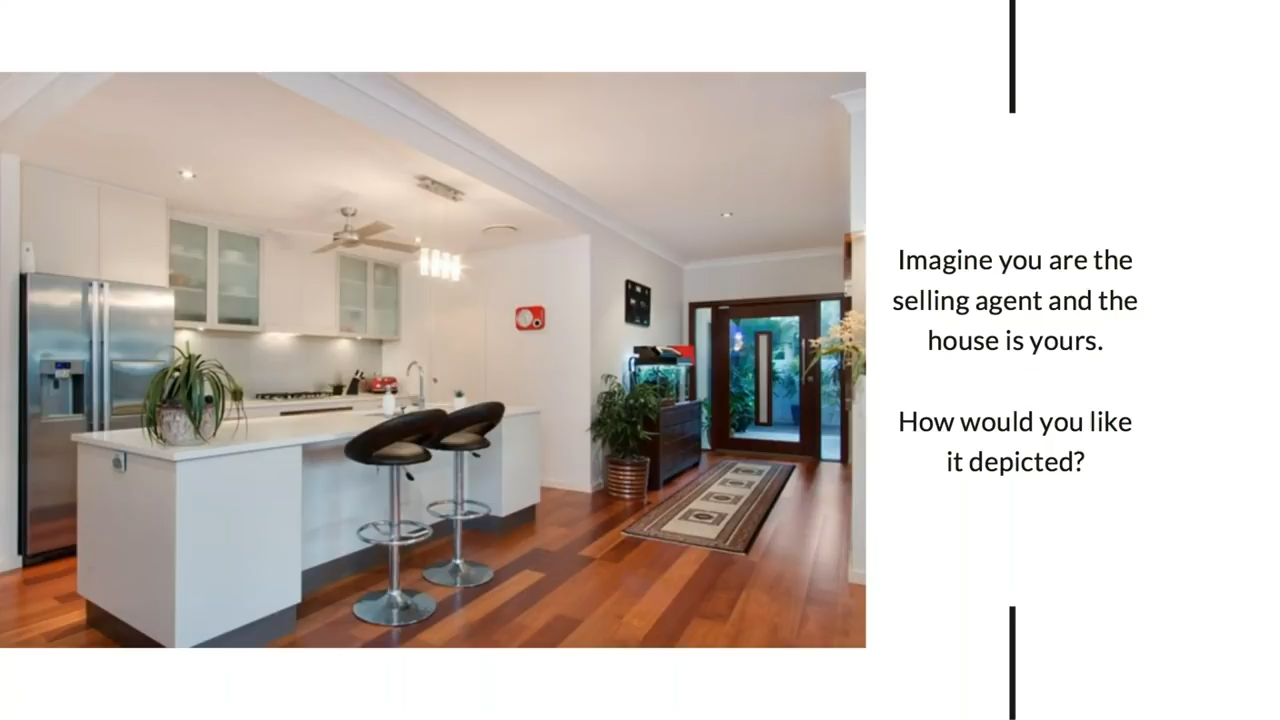 Imagine you are the
selling agent and the
house is yours.
How would you like
it depicted?